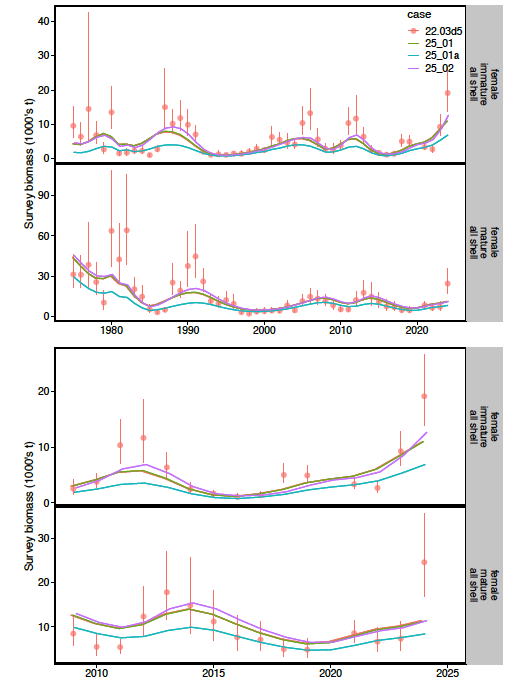 case
22.03d5
25_01
25_01a
25_02
40
30
20
10
0
female
immature
all shell
90
60
30
0
female
mature
all shell
Survey biomass (1000's t)
1980
1990
2000
2010
2020
20
10
0
female
immature
all shell
30
20
10
female
mature
all shell
Survey biomass (1000's t)
2010
2015
2020
2025